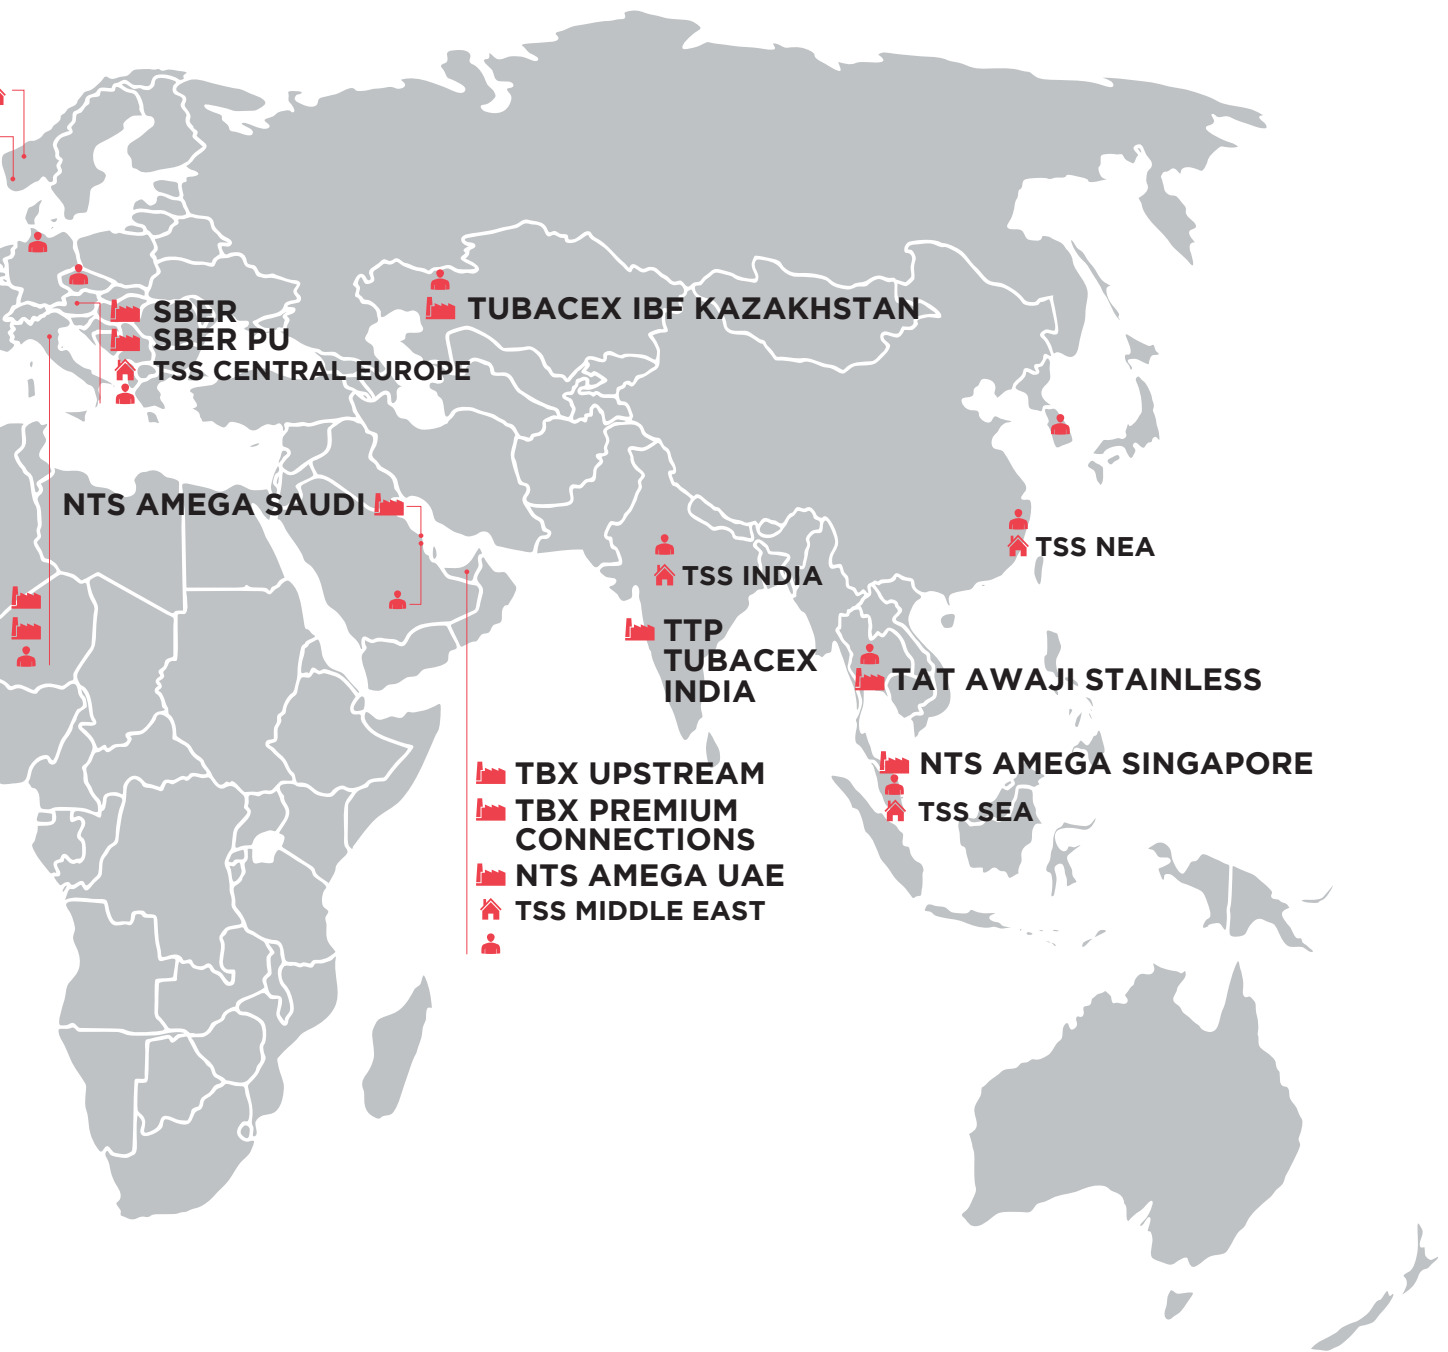 SBER
SBER PU
TSS CENTRAL EUROPE
TUBACEX IBF KAZAKHSTAN
NTS AMEGA SAUDI
TSS NEA
TSS INDIA
TTP
TUBACEX
INDIA
TAT AWAJI STAINLESS
NTS AMEGA SINGAPORE
TSS SEA
TBX UPSTREAM
TBX PREMIUM
CONNECTIONS
NTS AMEGA UAE
TSS MIDDLE EAST